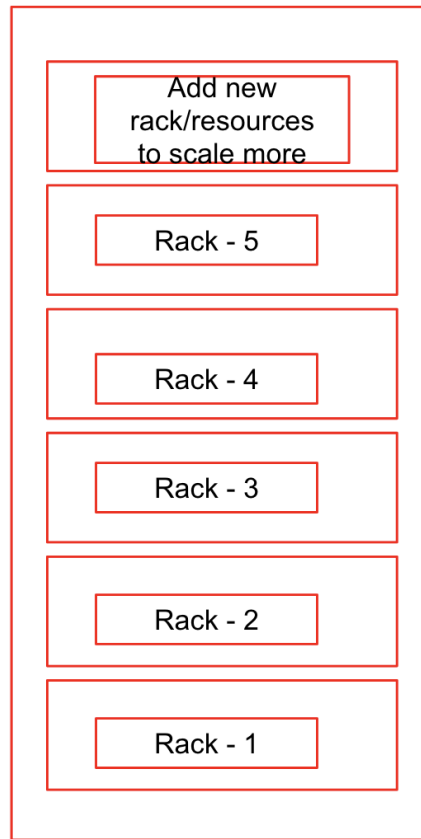 Add new
rack/resources
to scale more
Rack - 5
Rack - 4
Rack - 3
Rack - 2
Rack - 1